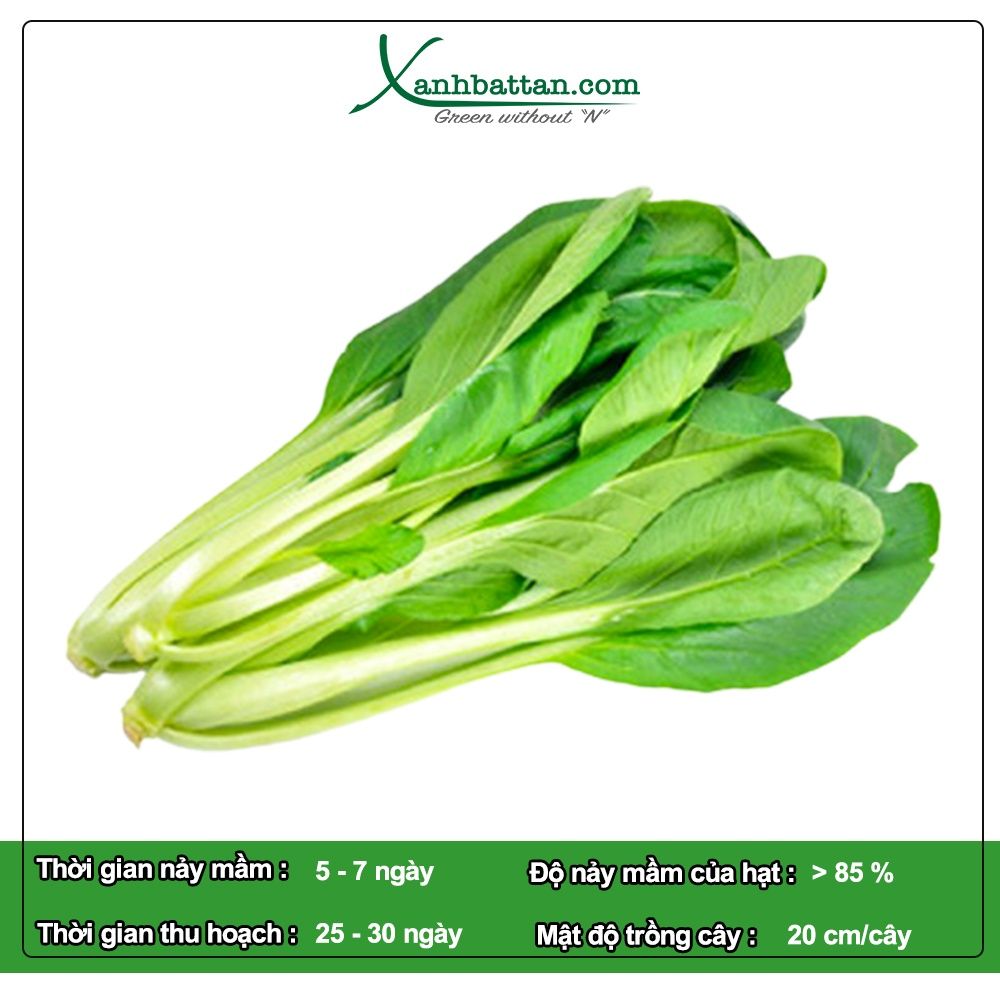 Xanhbattan.com
Green without "N"
Thời gian nảy mầm : 5 - 7 ngày
Độ nảy mầm của hạt : > 85 %
Thời gian thu hoạch : 25 - 30 ngày
Mật độ trồng cây : 20 cm/cây